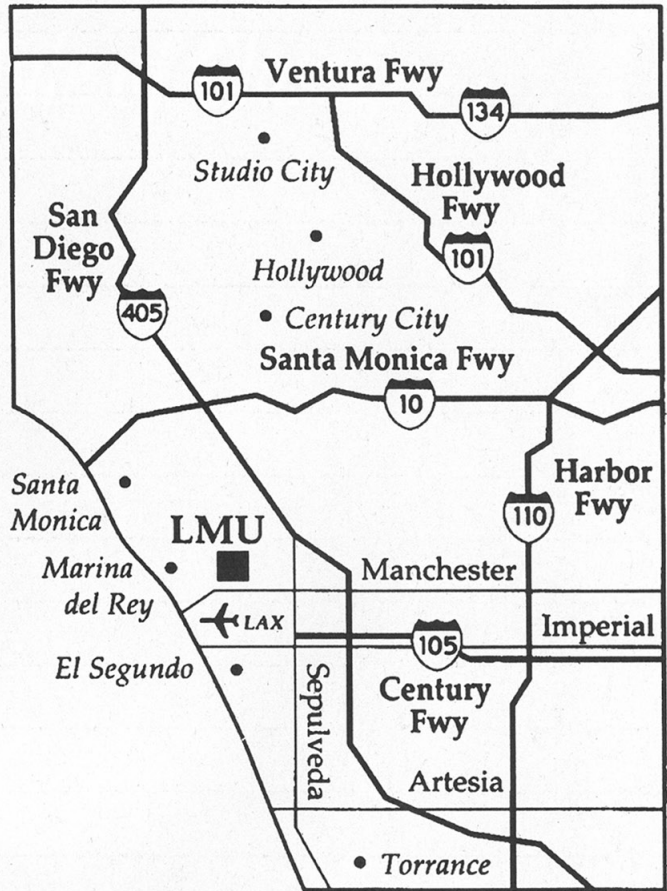 Ventura Fwy
101
134
Studio City
Hollywood
Fwy
San
Diego
Fwy
101
Hollywood
405
Century City
Santa Monica Fwy
10
Santa
Monica
Harbor
Fwy
110
LMU
Marina
del Rey
Manchester
LAX
Imperial
105
El Segundo
Sepulveda
Century
Fwy
Artesia
Torrance